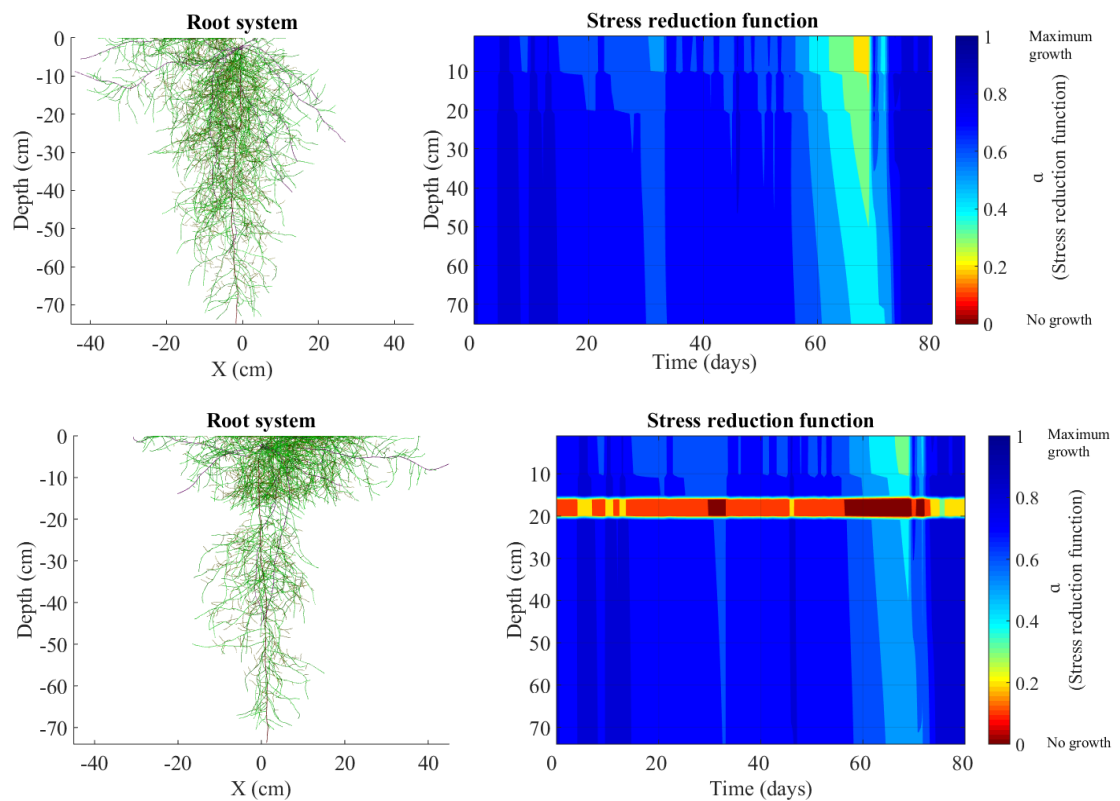 Root system
0
-10
-20
-30
-40
-50
-60
-70
Depth (cm)
-40 -20 0 20 40
X (cm)
Stress reduction function
10
20
30
40
50
60
70
Depth (cm)
0 20 40 60 80
Time (days)
1
0.8
0.6
0.4
0.2
0
Maximum
growth
No growth
α
(Stress reduction function)
Root system
0
-10
-20
-30
-40
-50
-60
-70
Depth (cm)
-40 -20 0 20 40
X (cm)
Stress reduction function
10
20
30
40
50
60
70
Depth (cm)
0 20 40 60 80
Time (days)
1
0.8
0.6
0.4
0.2
0
Maximum
growth
No growth
α
(Stress reduction function)